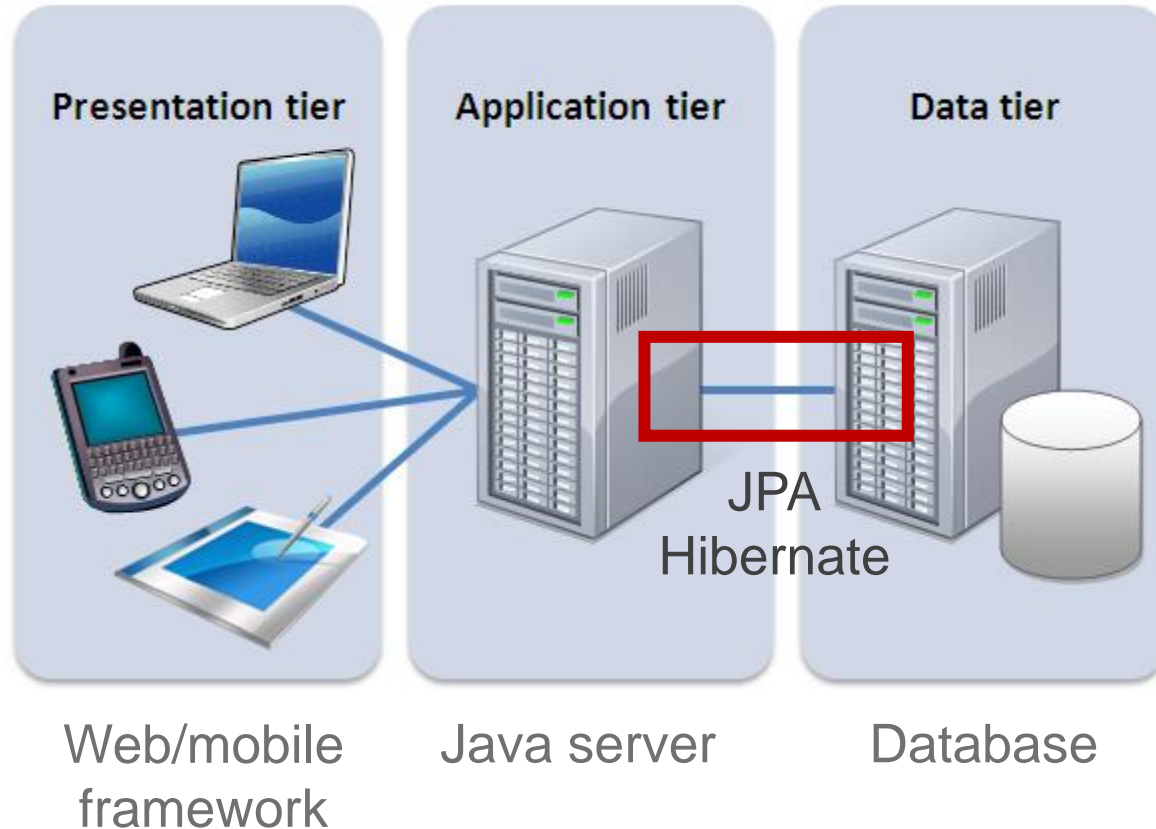 Presentation tier
Application tier
Data tier
JPA
Hibernate
Web/mobile
framework
Java server
Database